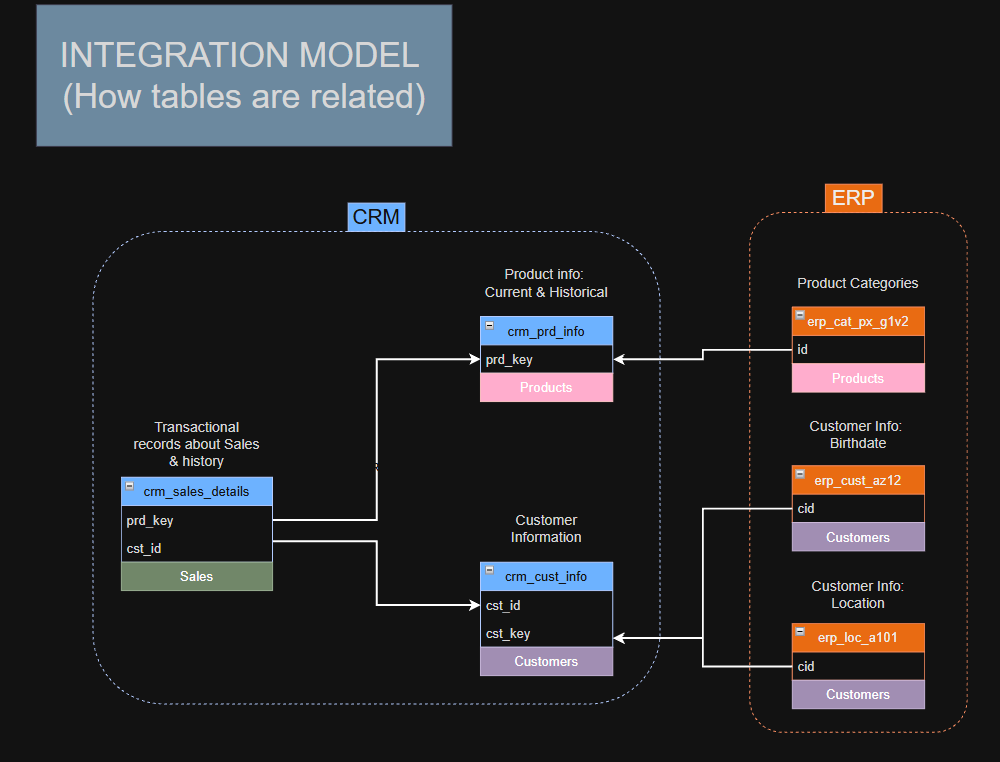 INTEGRATION MODEL
(How tables are related)
CRM
ERP
Product info:
Current & Historical
crm_prd_info
prd_key
Products
Product Categories
erp_cat_px_g1v2
id
Products
Transactional
records about Sales
& history
crm_sales_details
prd_key
cst_id
Sales
Customer
Information
crm_cust_info
cst_id
cst_key
Customers
Customer Info:
Birthdate
erp_cust_az12
cid
Customers
Customer Info:
Location
erp_loc_a101
cid
Customers